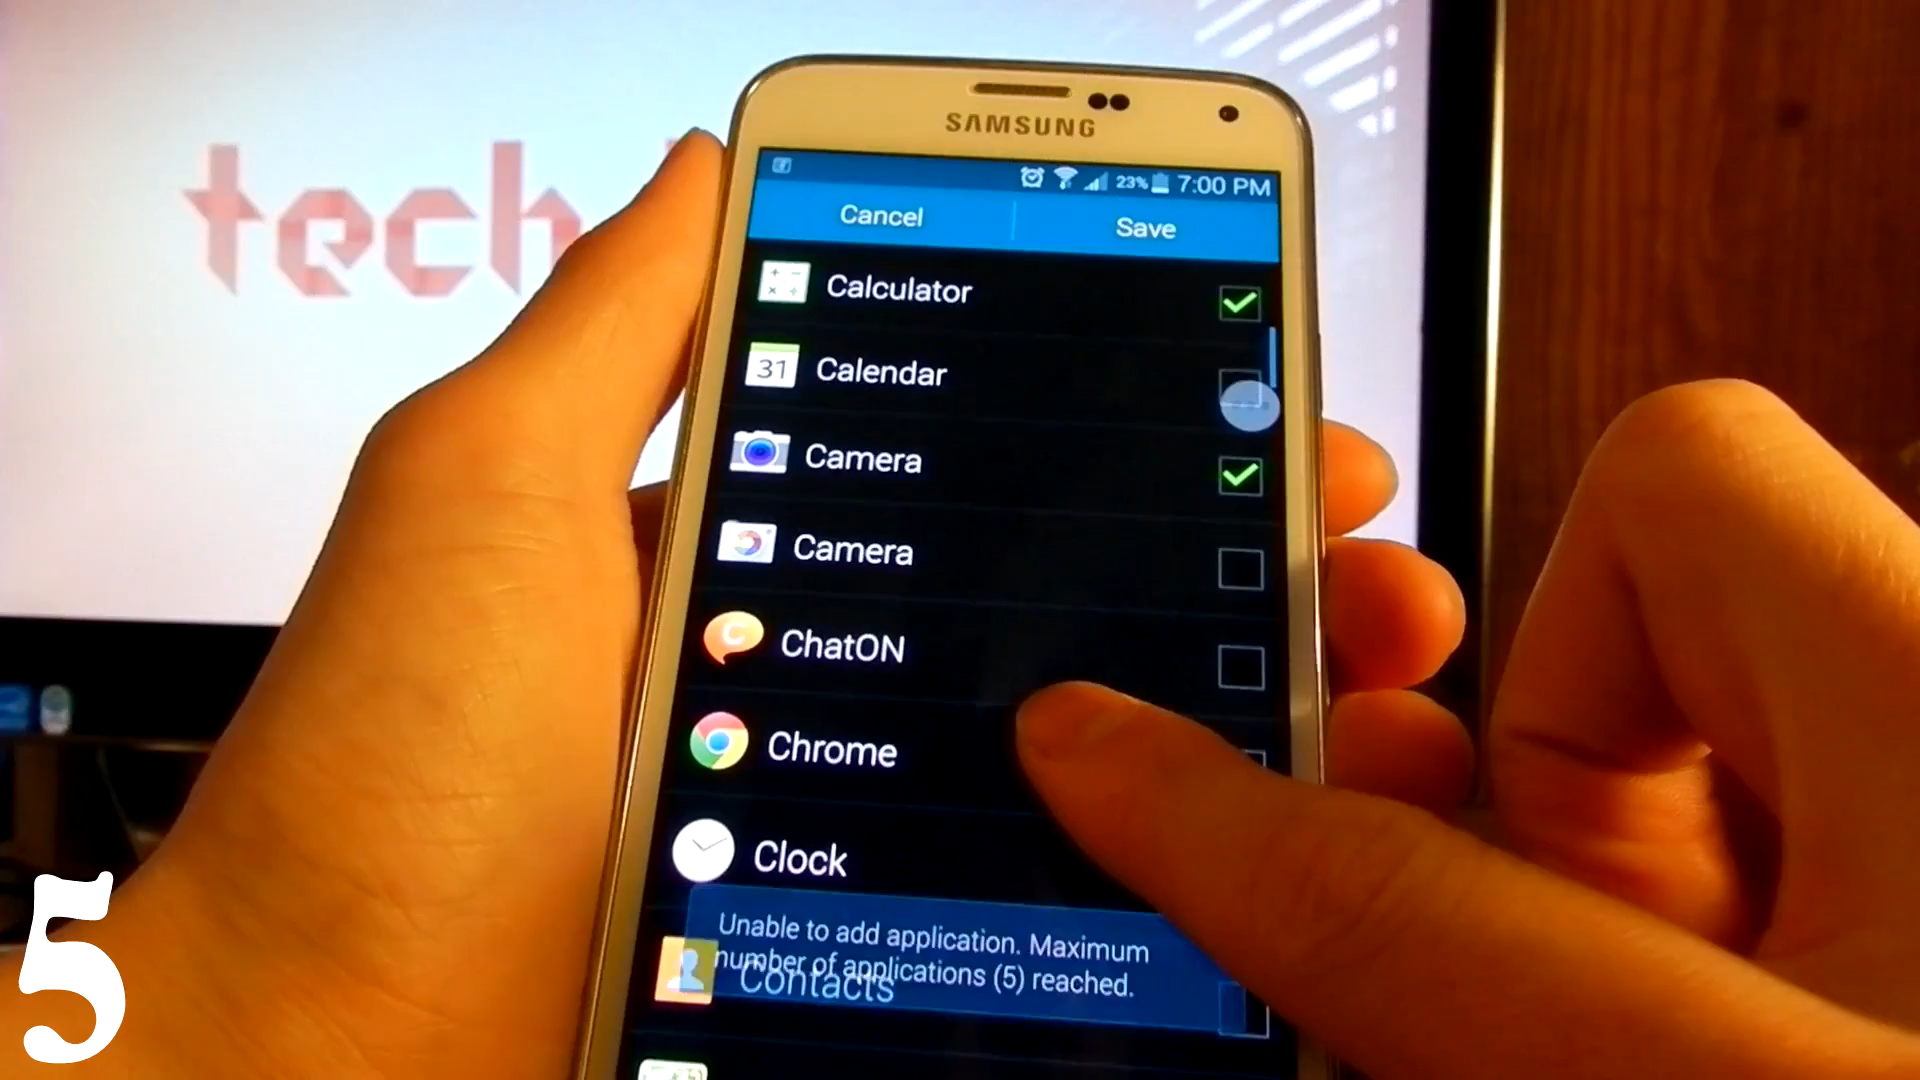 tech
SAMSUNG
23% 7:00 PM
Cancel Save
Calculator
31 Calendar
Camera
Camera
C ChatON
Chrome
Clock
Unable to add application. Maximum
number of applications (5) reached.
Contacts
5